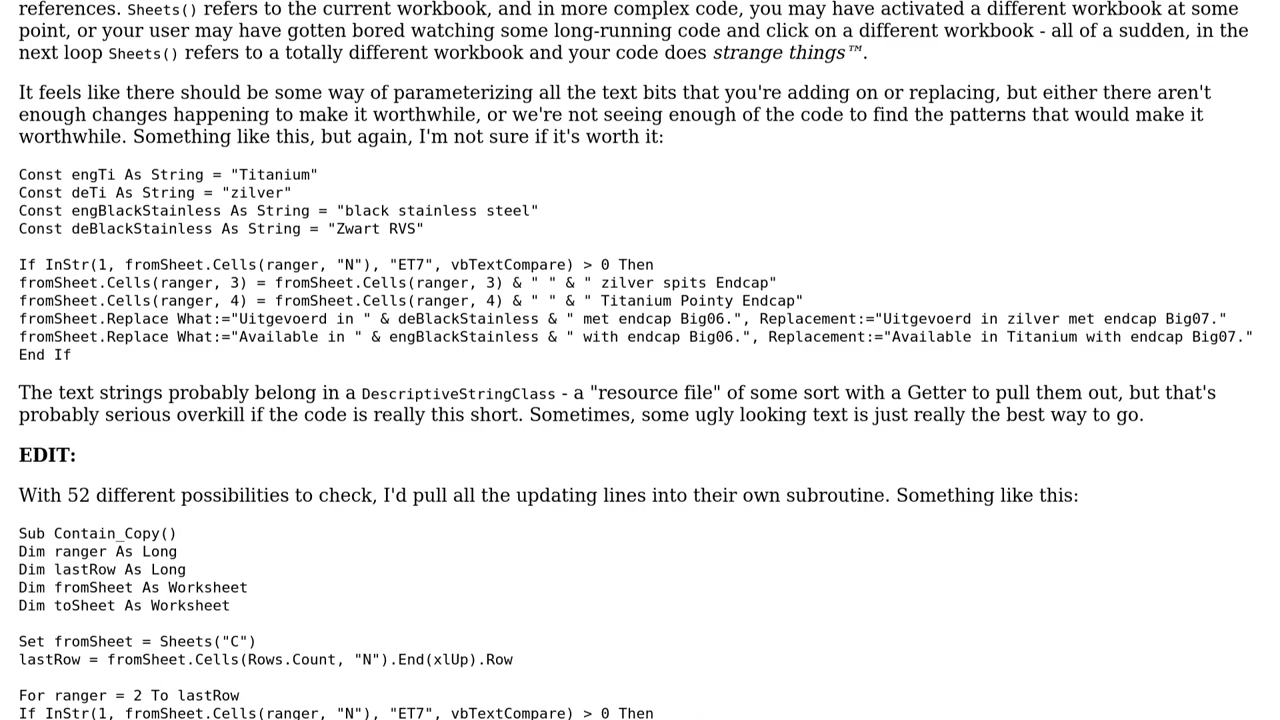 references. Sheets() refers to the current workbook, and in more complex code, you may have activated a different workbook at some
point, or your user may have gotten bored watching some long-running code and click on a different workbook - all of a sudden, in the
next loop Sheets() refers to a totally different workbook and your code does strange things™.
It feels like there should be some way of parameterizing all the text bits that you're adding on or replacing, but either there aren't
enough changes happening to make it worthwhile, or we're not seeing enough of the code to find the patterns that would make it
worthwhile. Something like this, but again, I'm not sure if it's worth it:
Const engTi As String = "Titanium"
Const deTi As String = "zilver"
Const engBlackStainless As String = "black stainless steel"
Const deBlackStainless As String = "Zwart RVS"
If InStr(1, fromSheet.Cells(ranger, "N"), "ET7", vbTextCompare) > 0 Then
fromSheet.Cells(ranger, 3) = fromSheet.Cells(ranger, 3) & " " & " zilver spits Endcap"
fromSheet.Cells(ranger, 4) = fromSheet.Cells(ranger, 4) & " " & " Titanium Pointy Endcap"
fromSheet.Replace What:="Uitgevoerd in " & deBlackStainless & " met endcap Big06.", Replacement:="Uitgevoerd in zilver met endcap Big07."
fromSheet.Replace What:="Available in " & engBlackStainless & " with endcap Big06.", Replacement:="Available in Titanium with endcap Big07."
End If
The text strings probably belong in a DescriptiveStringClass - a "resource file" of some sort with a Getter to pull them out, but that's
probably serious overkill if the code is really this short. Sometimes, some ugly looking text is just really the best way to go.
EDIT:
With 52 different possibilities to check, I'd pull all the updating lines into their own subroutine. Something like this:
Sub Contain_Copy()
Dim ranger As Long
Dim lastRow As Long
Dim fromSheet As Worksheet
Dim toSheet As Worksheet
Set fromSheet = Sheets("C")
lastRow = fromSheet.Cells(Rows.Count, "N").End(xlUp).Row
For ranger = 2 To lastRow
If InStr(1, fromSheet.Cells(ranger, "N"), "ET7", vbTextCompare) > 0 Then